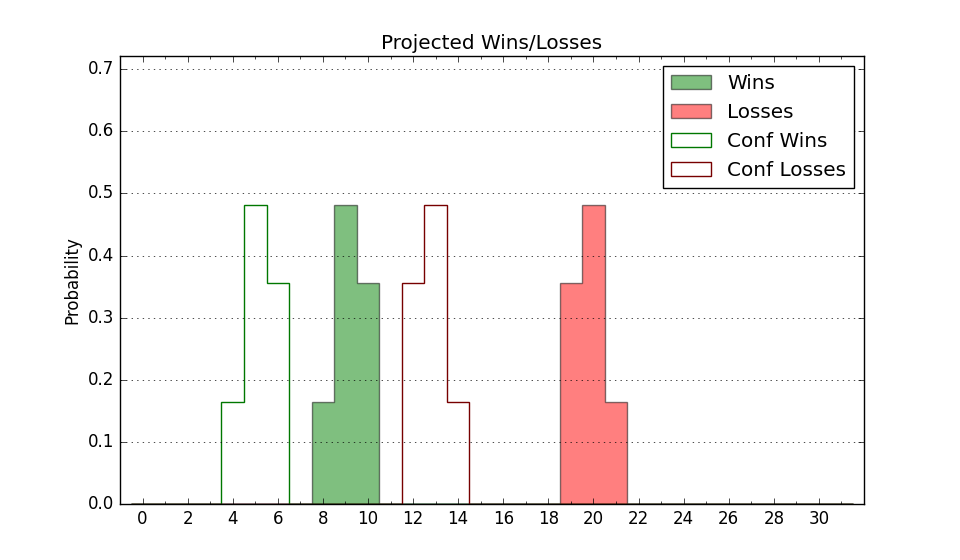 Projected Wins/Losses
Wins
Losses
Conf Wins
Conf Losses
Probability
0.7
0.6
0.5
0.4
0.3
0.2
0.1
0.0
0 2 4 6 8 10 12 14 16 18 20 22 24 26 28 30